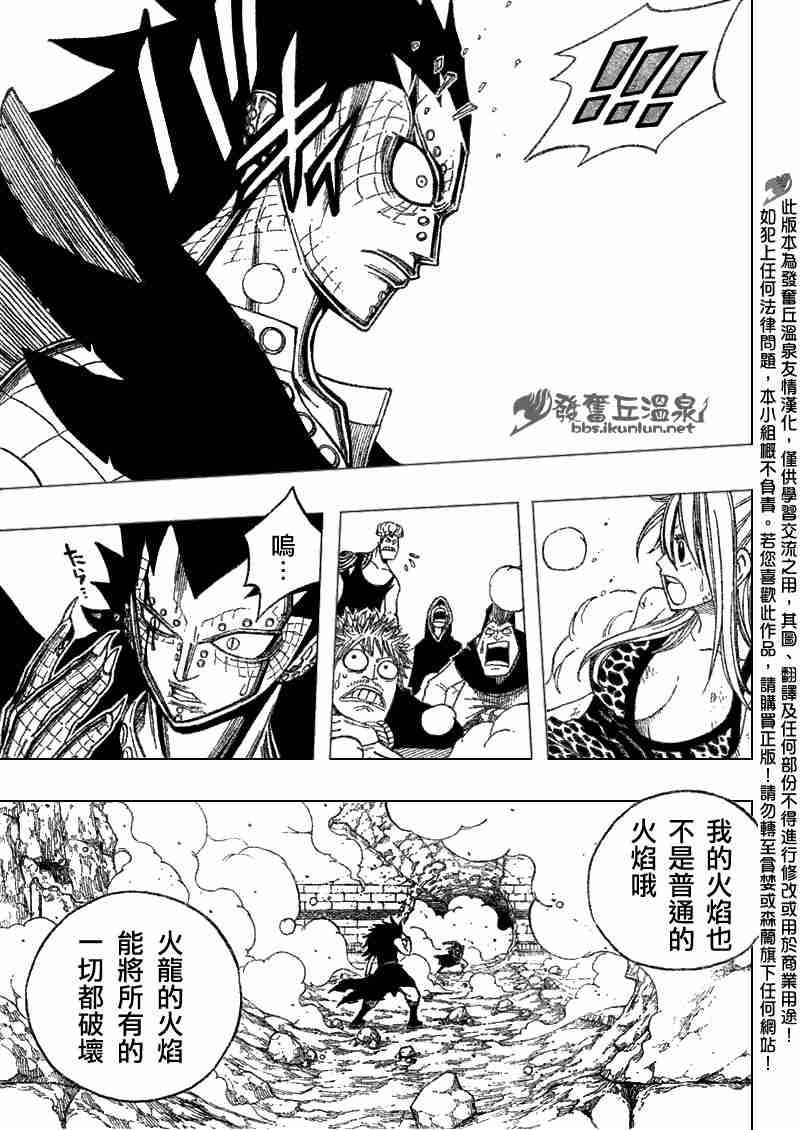 !!!
發奮丘溫泉
bbs.ikunlun.net
嗚…
たら…
我的火焰也
不是普通的
火焰哦
火龍的火焰
能將所有的
一切都破壞
此版本為發奮丘溫泉友情漢化，僅供學習交流之用，其圖、翻譯及任何部份不得進行修改或用於商業用途！
如犯上任何法律問題，本小組概不負責。若您喜歡此作品，請購買正版！請勿轉至貪婪或森蘭旗下任何網站！